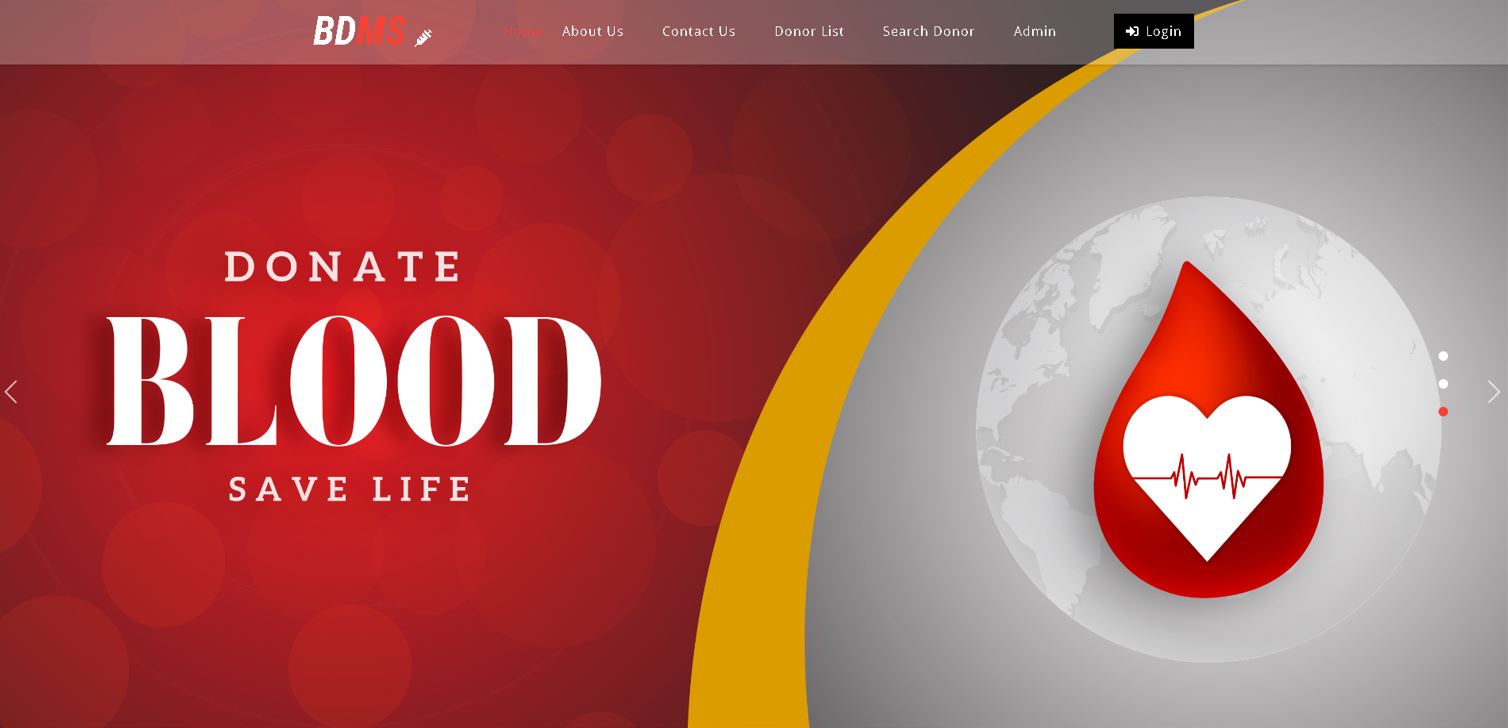 BDMS
Home About Us Contact Us Donor List Search Donor Admin Login
DONATE
BLOOD
SAVE LIFE